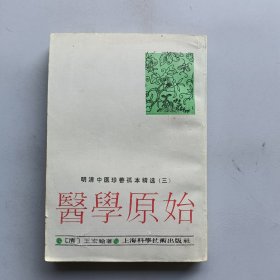 明清中医珍善孤本精选（三）
醫學原始
［清］王宏翰著
上海科學技術出版社